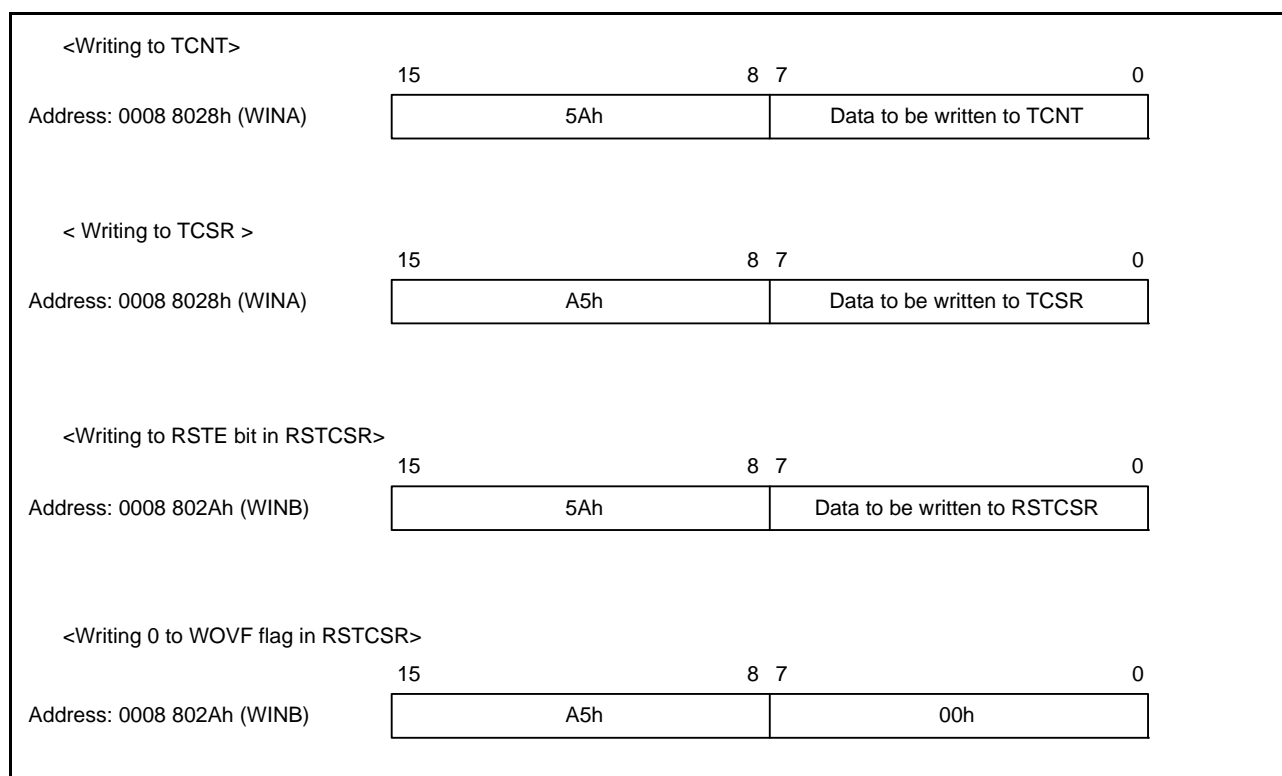 <Writing to TCNT>
15 8 7 0
Address: 0008 8028h (WINA) 5Ah Data to be written to TCNT
< Writing to TCSR >
15 8 7 0
Address: 0008 8028h (WINA) A5h Data to be written to TCSR
<Writing to RSTE bit in RSTCSR>
15 8 7 0
Address: 0008 802Ah (WINB) 5Ah Data to be written to RSTCSR
<Writing 0 to WOVF flag in RSTCSR>
15 8 7 0
Address: 0008 802Ah (WINB) A5h 00h